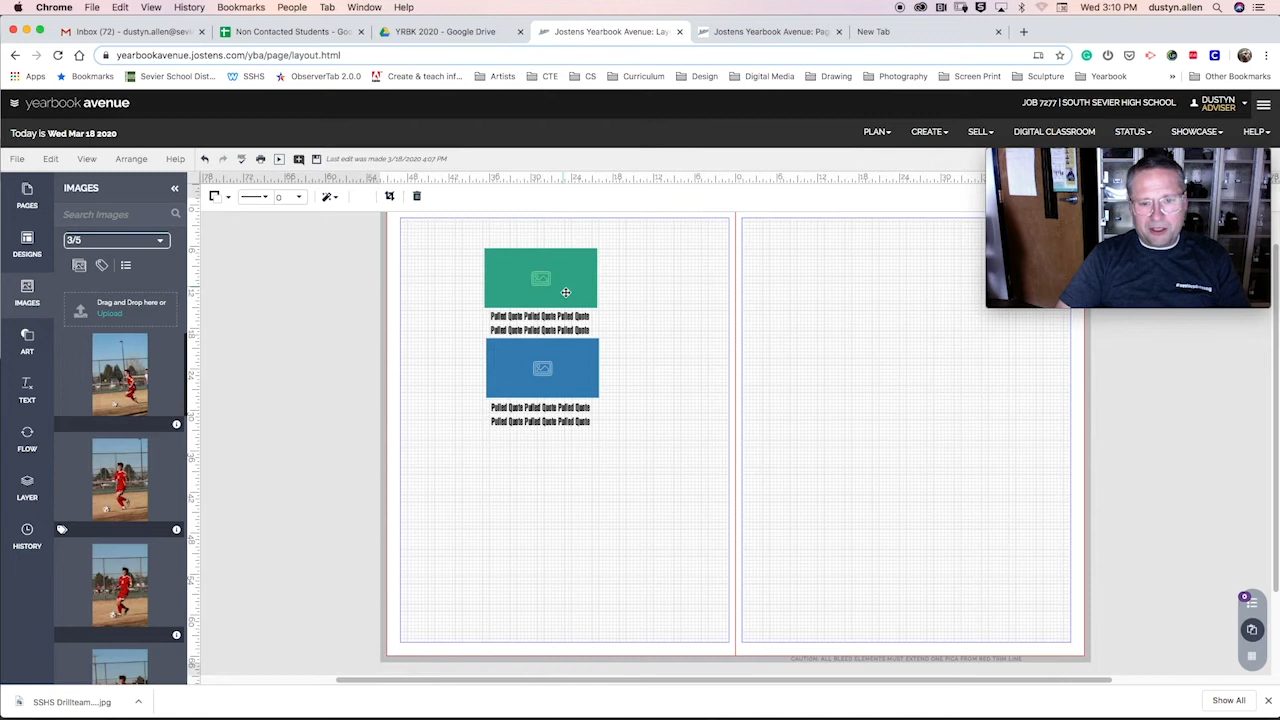 Chrome File Edit View History Bookmarks People Tab Window Help
Wed 3:10 PM dustyn.allen
Inbox (72) - dustyn.allen@sevie
Non Contacted Students - Goo
YRBK 2020 - Google Drive
Jostens Yearbook Avenue: Lay
Jostens Yearbook Avenue: Pag
New Tab
yearbookavenue.jostens.com/yba/page/layout.html
Apps Bookmarks Sevier School Dist... SSHS ObserverTab 2.0.0 Create & teach inf... Artists CTE CS Curriculum Design Digital Media Drawing Photography Screen Print Sculpture Yearbook Other Bookmarks
yearbook avenue
JOB 7277 | SOUTH SEVIER HIGH SCHOOL
DUSTYN
ADVISER
Today is Wed Mar 18 2020
PLAN CREATE SELL DIGITAL CLASSROOM STATUS SHOWCASE HELP
File Edit View Arrange Help
Last edit was made 3/18/2020 4:07 PM
PAGES
DESIGNS
IMAGES
ART
TEXT
FLOW
LAYER
HISTORY
IMAGES
Search Images
3/5
Drag and Drop here or
Upload
0
Pulled Quote Pulled Quote Pulled Quote
Pulled Quote Pulled Quote Pulled Quote
Pulled Quote Pulled Quote Pulled Quote
Pulled Quote Pulled Quote Pulled Quote
CAUTION: ALL BLEED ELEMENTS MUST EXTEND ONE PICA FROM RED TRIM LINE.
0
SSHS Drillteam....jpg
Show All